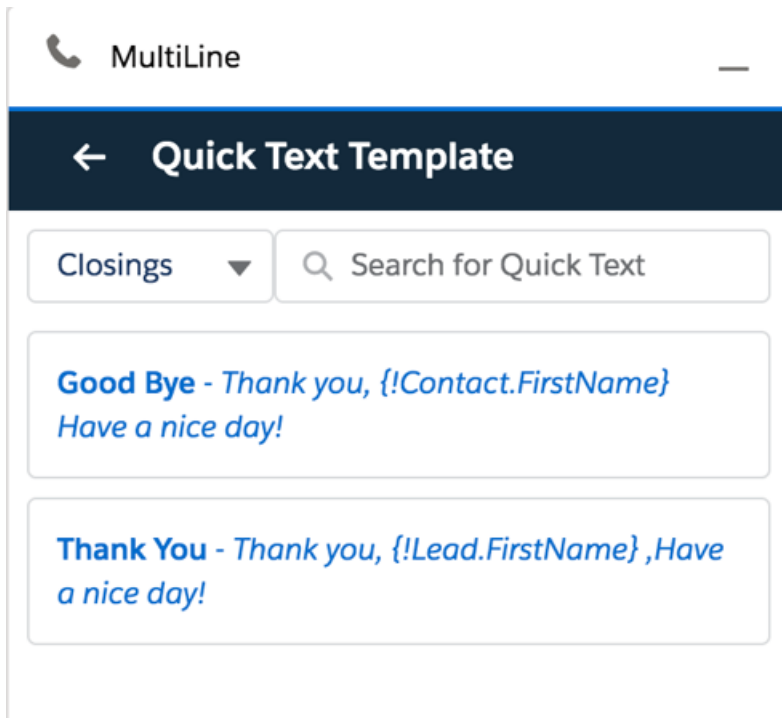 MultiLine
Quick Text Template
Closings
Search for Quick Text
Good Bye - Thank you, {!Contact.FirstName}
Have a nice day!
Thank You - Thank you, {!Lead.FirstName} ,Have
a nice day!